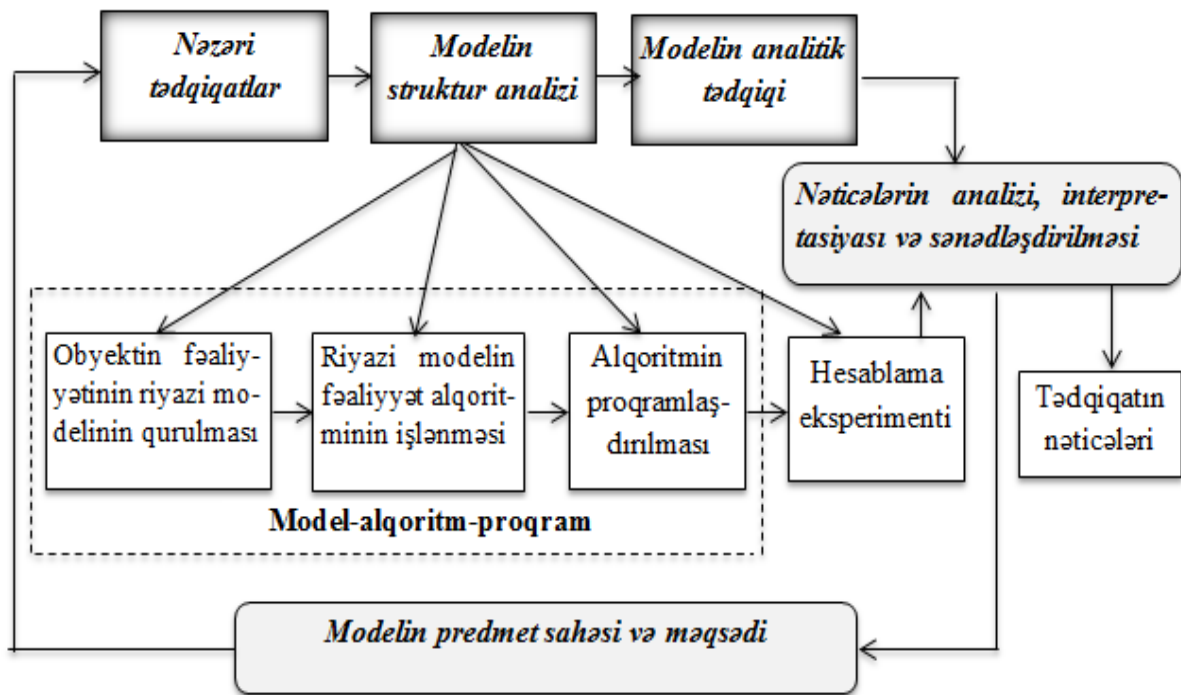 Nəzəri
tədqiqatlar
Modelin
struktur analizi
Modelin analitik
tədqiqi
Nəticələrin analizi, interpre-
tasiyası və sənədləşdirilməsi
Obyektin fəaliy-
yətinin riyazi mo-
delinin qurulması
Riyazi modelin
fəaliyyət alqorit-
minin işlənməsi
Alqoritmin
proqramlaş-
dırılması
Hesablama
eksperimenti
Tədqiqatın
nəticələri
Model-alqoritm-proqram
Modelin predmet sahəsi və məqsədi